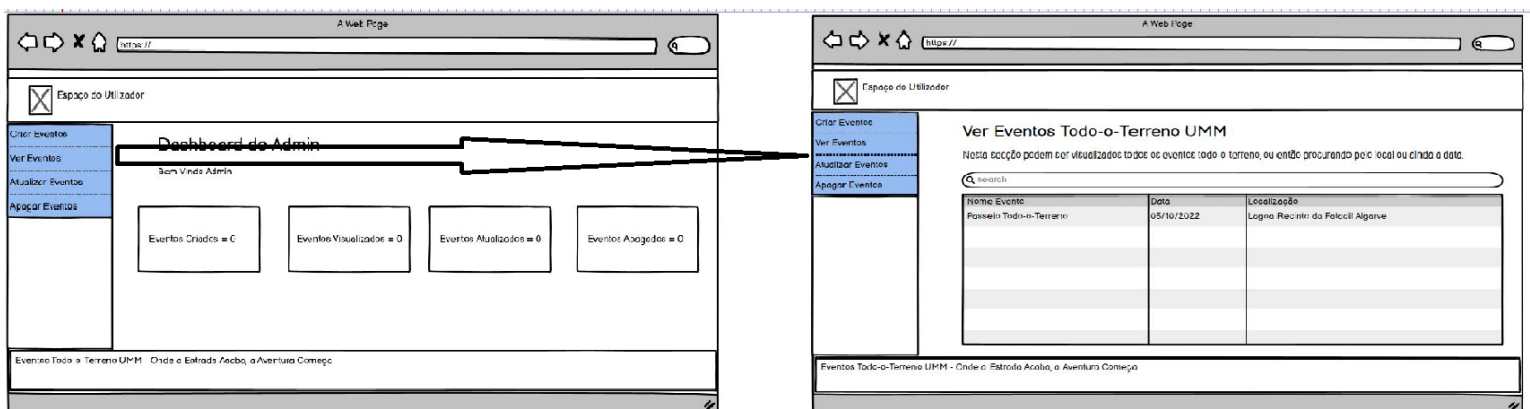 A Web Page
https://
Espaço do Utilizador
Criar Eventos
Ver Eventos
Atualizar Eventos
Apagar Eventos
Dashboard do Admin
Bem Vindo Admin
Eventos Criados = 0
Eventos Visualizados = 0
Eventos Atualizados = 0
Eventos Apagados = 0
Eventos Todo-o-Terreno UMM - Onde a Estrada Acaba, a Aventura Começa
A Web Page
https://
Espaço do Utilizador
Criar Eventos
Ver Eventos
Atualizar Eventos
Apagar Eventos
Ver Eventos Todo-o-Terreno UMM
Nesta secção podem ser visualizados todos os eventos todo-o-terreno, ou então procurando pelo local ou ainda a data.
search
Nome Evento Data Localização
Passeio Todo-o-Terreno 05/10/2022 Lagoa Recinto da Fatacil Algarve
Eventos Todo-o-Terreno UMM - Onde a Estrada Acaba, a Aventura Começa